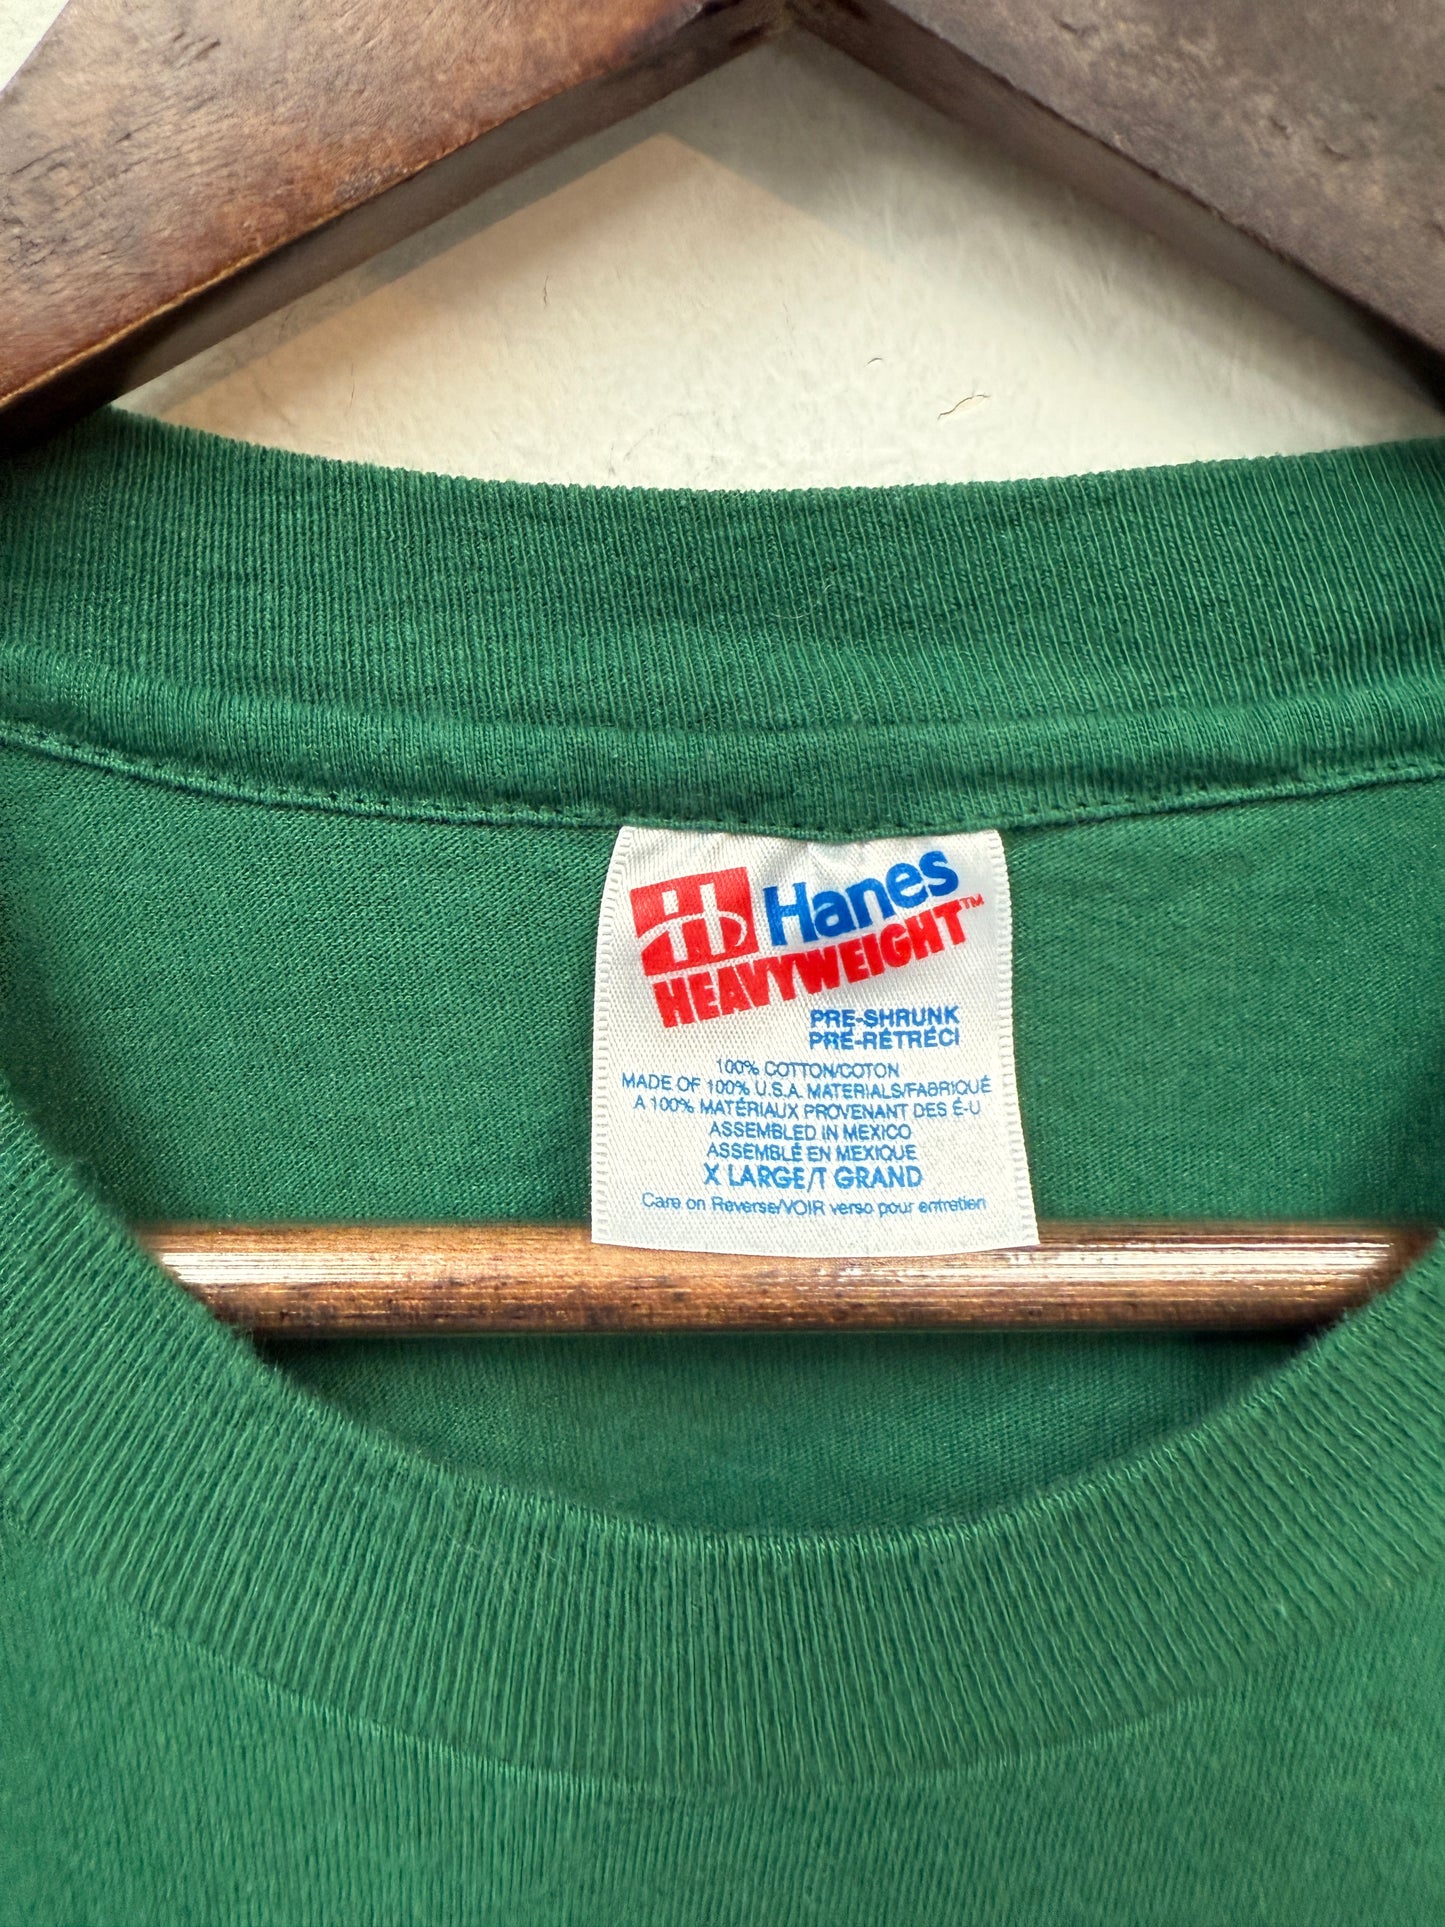 Hanes
HEAVYWEIGHT™
PRE-SHRUNK
PRÉ-RÉTRÉCI
100% COTTON/COTON
MADE OF 100% U.S.A. MATERIALS/FABRIQUÉ
A 100% MATÉRIAUX PROVENANT DES É-U
ASSEMBLED IN MEXICO
ASSEMBLÉ EN MEXIQUE
X LARGE/T GRAND
Care on Reverse/VOIR verso pour entretien